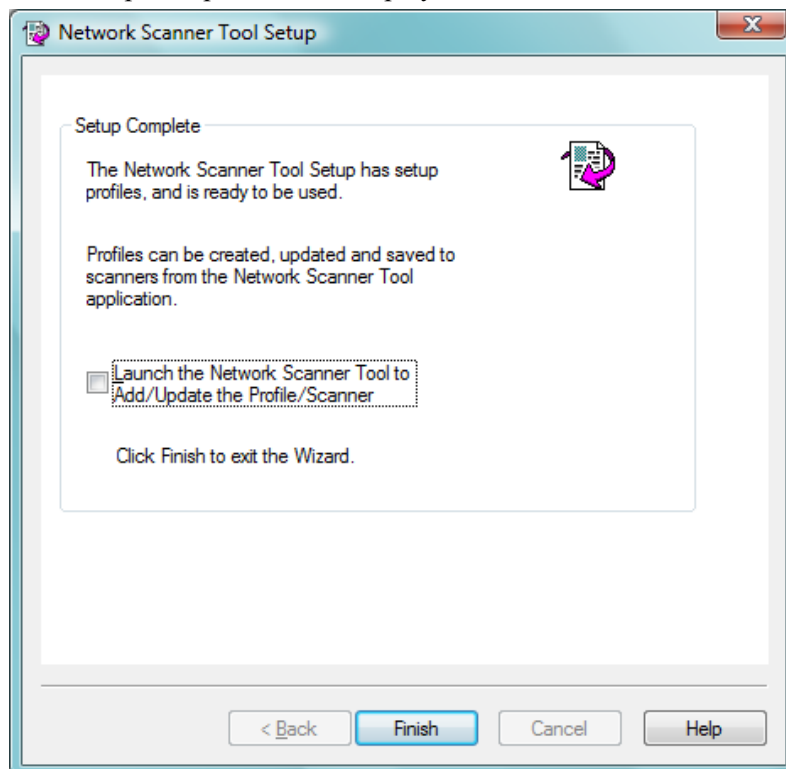 Network Scanner Tool Setup
Setup Complete
The Network Scanner Tool Setup has setup
profiles, and is ready to be used.
Profiles can be created, updated and saved to
scanners from the Network Scanner Tool
application.
Launch the Network Scanner Tool to
Add/Update the Profile/Scanner
Click Finish to exit the Wizard.
< Back Finish Cancel Help